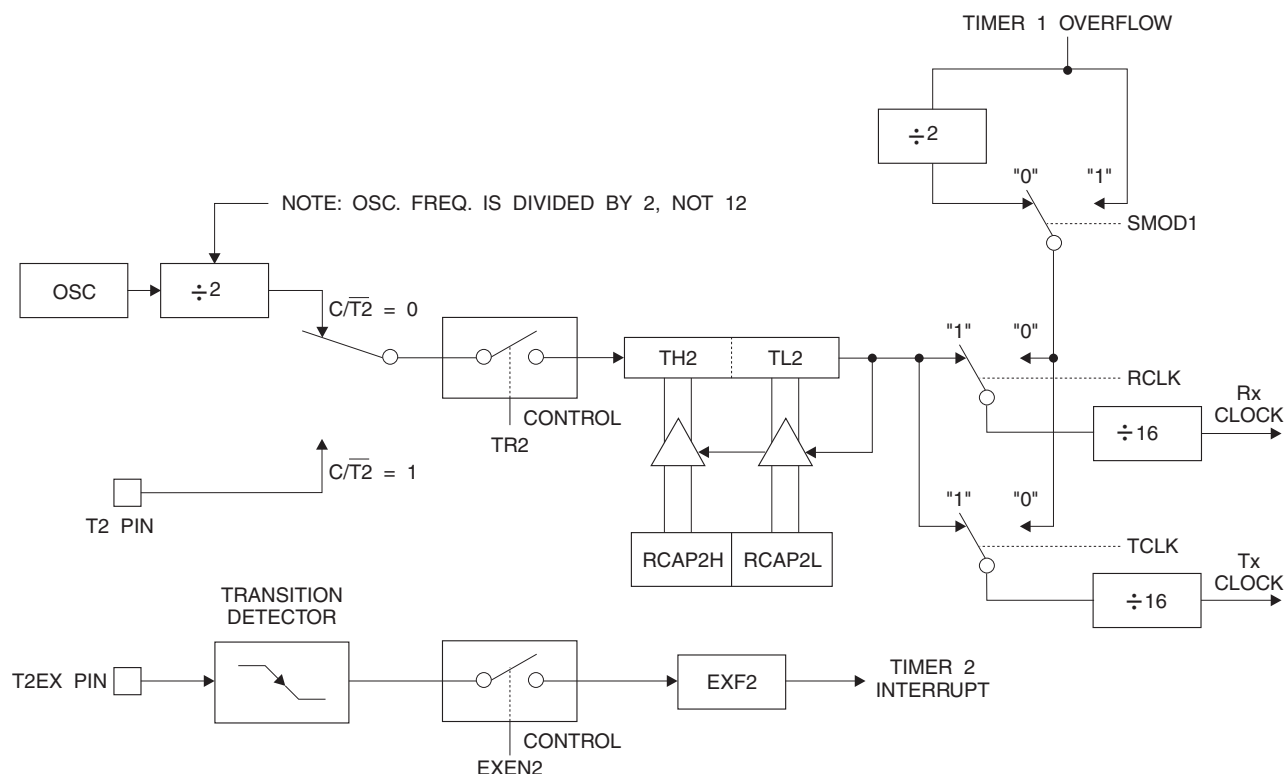 TIMER 1 OVERFLOW
÷2
"0" "1"
SMOD1
NOTE: OSC. FREQ. IS DIVIDED BY 2, NOT 12
OSC
÷2
C/T̅2̅ = 0
TH2
TL2
"1" "0"
RCLK
Rx
CLOCK
÷16
CONTROL
TR2
C/T̅2̅ = 1
T2 PIN
"1" "0"
TCLK
RCAP2H
RCAP2L
Tx
CLOCK
÷16
TRANSITION
DETECTOR
T2EX PIN
EXF2
TIMER 2
INTERRUPT
CONTROL
EXEN2